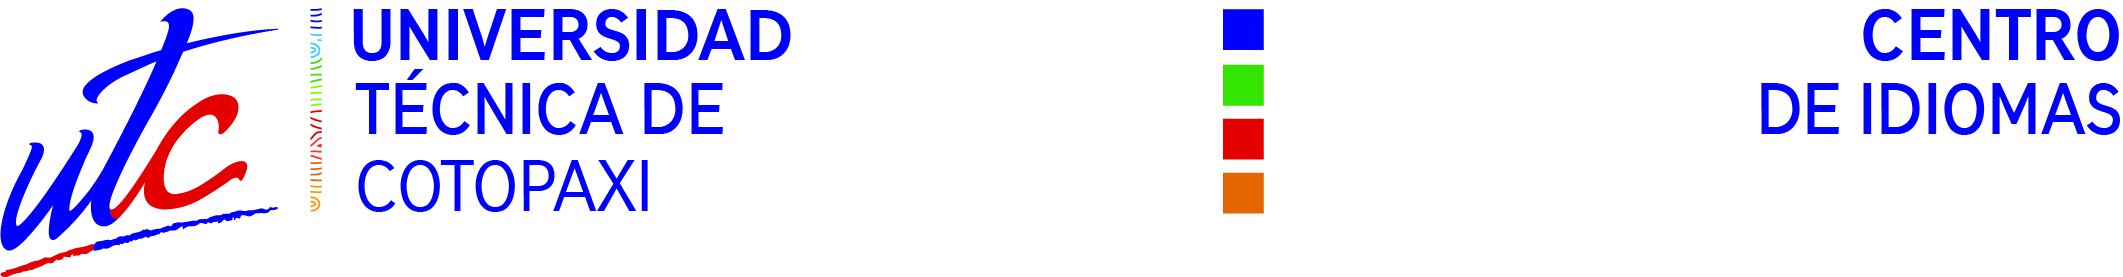 utc
UNIVERSIDAD
TÉCNICA DE
COTOPAXI
CENTRO
DE IDIOMAS